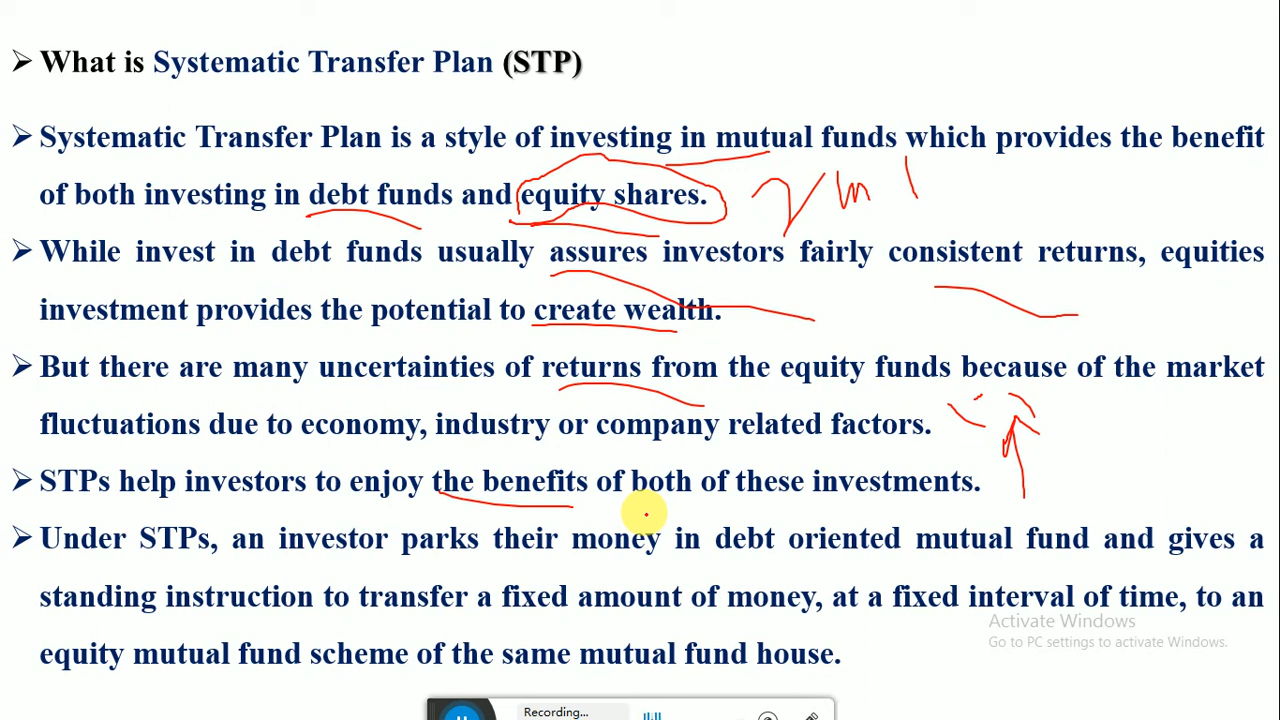 ➢ What is Systematic Transfer Plan (STP)
➢ Systematic Transfer Plan is a style of investing in mutual funds which provides the benefit
of both investing in debt funds and equity shares.
➢ While invest in debt funds usually assures investors fairly consistent returns, equities
investment provides the potential to create wealth.
➢ But there are many uncertainties of returns from the equity funds because of the market
fluctuations due to economy, industry or company related factors.
➢ STPs help investors to enjoy the benefits of both of these investments.
➢ Under STPs, an investor parks their money in debt oriented mutual fund and gives a
standing instruction to transfer a fixed amount of money, at a fixed interval of time, to an
equity mutual fund scheme of the same mutual fund house.
Activate Windows
Go to PC settings to activate Windows.
Recording...